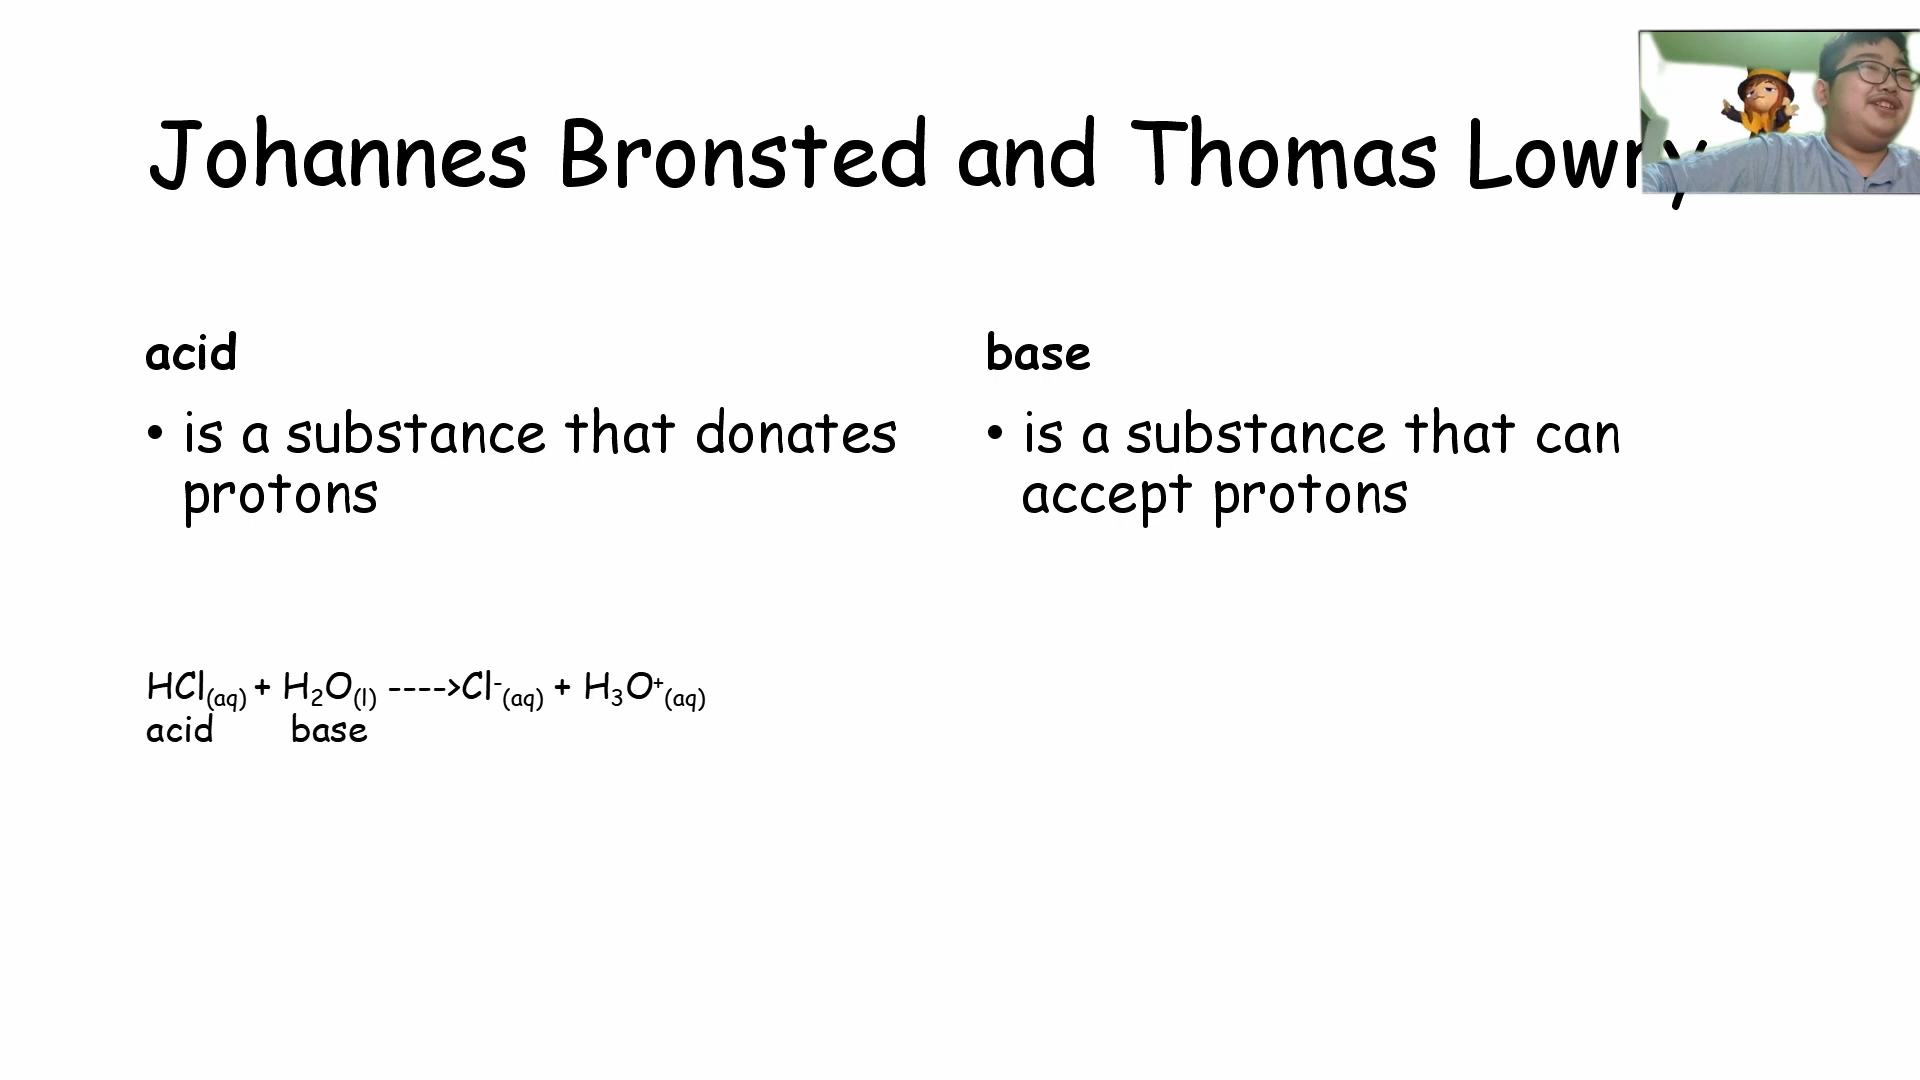 Johannes Bronsted and Thomas Lowry
acid
• is a substance that donates
protons
base
• is a substance that can
accept protons
HCl(aq) + H₂O(l) ---->Cl⁻(aq) + H₃O⁺(aq)
acid base